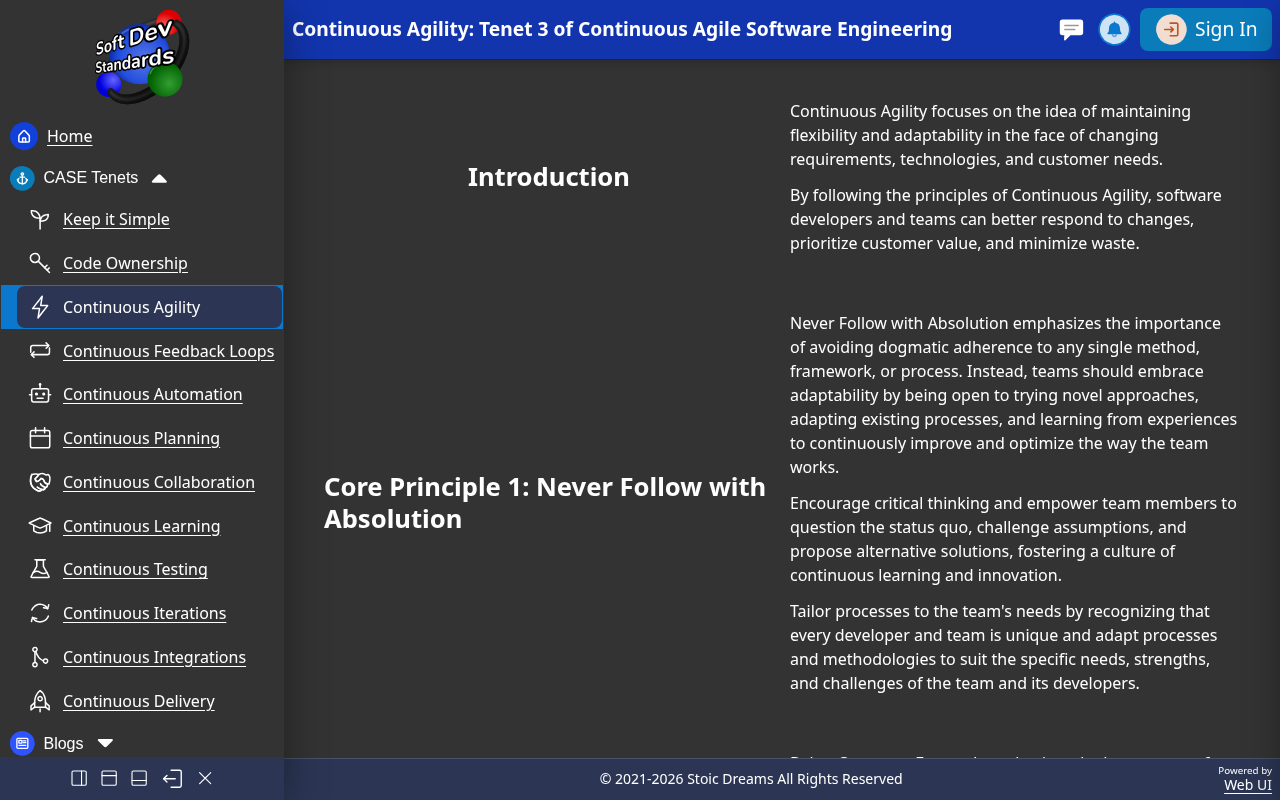 Soft Dev
Standards
Home
CASE Tenets
Keep it Simple
Code Ownership
Continuous Agility
Continuous Feedback Loops
Continuous Automation
Continuous Planning
Continuous Collaboration
Continuous Learning
Continuous Testing
Continuous Iterations
Continuous Integrations
Continuous Delivery
Blogs
Continuous Agility: Tenet 3 of Continuous Agile Software Engineering
Sign In
Introduction
Continuous Agility focuses on the idea of maintaining
flexibility and adaptability in the face of changing
requirements, technologies, and customer needs.
By following the principles of Continuous Agility, software
developers and teams can better respond to changes,
prioritize customer value, and minimize waste.
Core Principle 1: Never Follow with
Absolution
Never Follow with Absolution emphasizes the importance
of avoiding dogmatic adherence to any single method,
framework, or process. Instead, teams should embrace
adaptability by being open to trying novel approaches,
adapting existing processes, and learning from experiences
to continuously improve and optimize the way the team
works.
Encourage critical thinking and empower team members to
question the status quo, challenge assumptions, and
propose alternative solutions, fostering a culture of
continuous learning and innovation.
Tailor processes to the team's needs by recognizing that
every developer and team is unique and adapt processes
and methodologies to suit the specific needs, strengths,
and challenges of the team and its developers.
© 2021-2026 Stoic Dreams All Rights Reserved
Powered by
Web UI